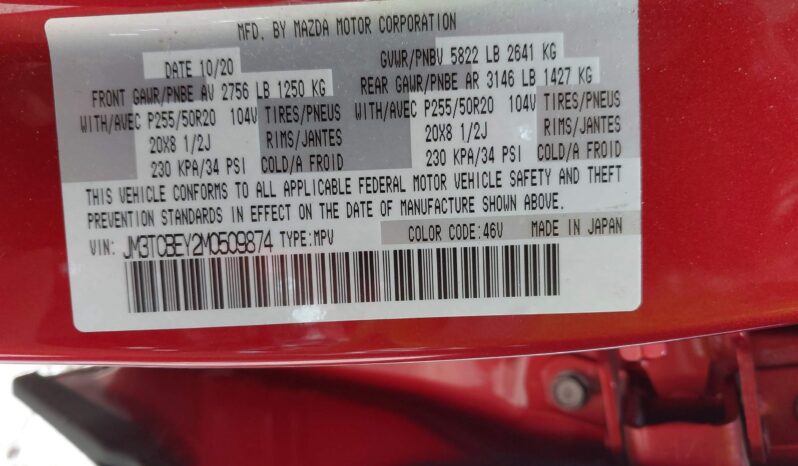 MFD. BY MAZDA MOTOR CORPORATION
DATE 10/20 GVWR/PNBV 5822 LB 2641 KG
FRONT GAWR/PNBE AV 2756 LB 1250 KG REAR GAWR/PNBE AR 3146 LB 1427 KG
WITH/AVEC P255/50R20 104V TIRES/PNEUS WITH/AVEC P255/50R20 104V TIRES/PNEUS
20X8 1/2J RIMS/JANTES 20X8 1/2J RIMS/JANTES
230 KPA/34 PSI COLD/A FROID 230 KPA/34 PSI COLD/A FROID
THIS VEHICLE CONFORMS TO ALL APPLICABLE FEDERAL MOTOR VEHICLE SAFETY AND THEFT
PREVENTION STANDARDS IN EFFECT ON THE DATE OF MANUFACTURE SHOWN ABOVE.
VIN: JM3TCBEY2M0509874 TYPE:MPV COLOR CODE:46V MADE IN JAPAN